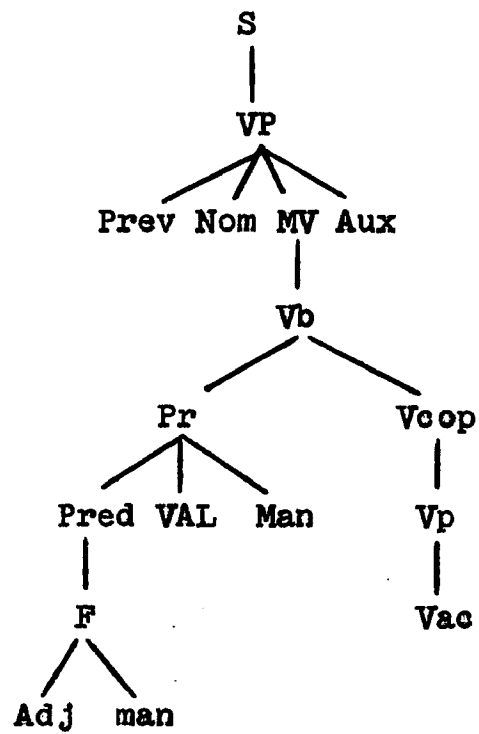 S
VP
Prev Nom MV Aux
Vb
Pr Vcop
Pred VAL Man Vp
F Vac
Adj man